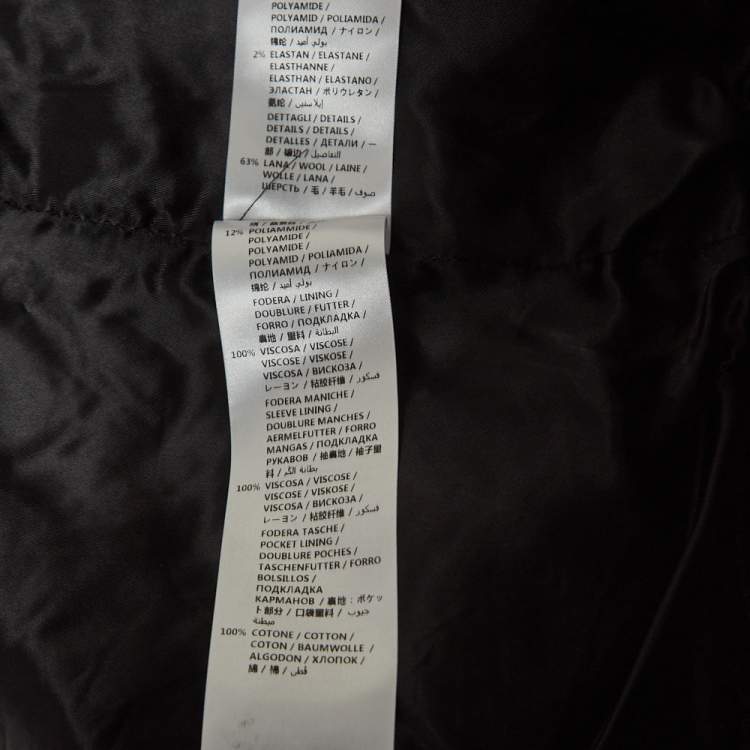 POLYAMIDE /
POLYAMID / POLIAMIDA /
ПОЛИАМИД / ナイロン /
锦纶 / بولي أميد
2% ELASTAN / ELASTANE /
ELASTHANNE /
ELASTHAN / ELASTANO /
ЭЛАСТАН / ポリウレタン /
氨纶 / إيلاستين
DETTAGLI / DETAILS /
DETAILS / DETAILS /
DETALLES / ДЕТАЛИ / 一
部 / 镶边 / التفاصيل
63% LANA / WOOL / LAINE /
WOLLE / LANA /
ШЕРСТЬ / 毛 / 羊毛 / صوف
12% POLIAMMIDE /
POLYAMIDE /
POLYAMIDE /
POLYAMID / POLIAMIDA /
ПОЛИАМИД / ナイロン /
锦纶 / بولي أميد
FODERA / LINING /
DOUBLURE / FUTTER /
FORRO / ПОДКЛАДКА /
裏地 / 里料 / البطانة
100% VISCOSA / VISCOSE /
VISCOSE / VISKOSE /
VISCOSA / ВИСКОЗА /
レーヨン / 粘胶纤维 / فسكوز
FODERA MANICHE /
SLEEVE LINING /
DOUBLURE MANCHES /
AERMELFUTTER / FORRO
MANGAS / ПОДКЛАДКА
РУКАВОВ / 袖裏地 / 袖子里
料 / بطانة الكُم
100% VISCOSA / VISCOSE /
VISCOSE / VISKOSE /
VISCOSA / ВИСКОЗА /
レーヨン / 粘胶纤维 / فسكوز
FODERA TASCHE /
POCKET LINING /
DOUBLURE POCHES /
TASCHENFUTTER / FORRO
BOLSILLOS /
ПОДКЛАДКА
КАРМАНОВ / 裏地：ポケッ
ト部分 / 口袋里料 / جيوب
مبطنة
100% COTONE / COTTON /
COTON / BAUMWOLLE /
ALGODON / ХЛОПОК /
綿 / 棉 / قطن